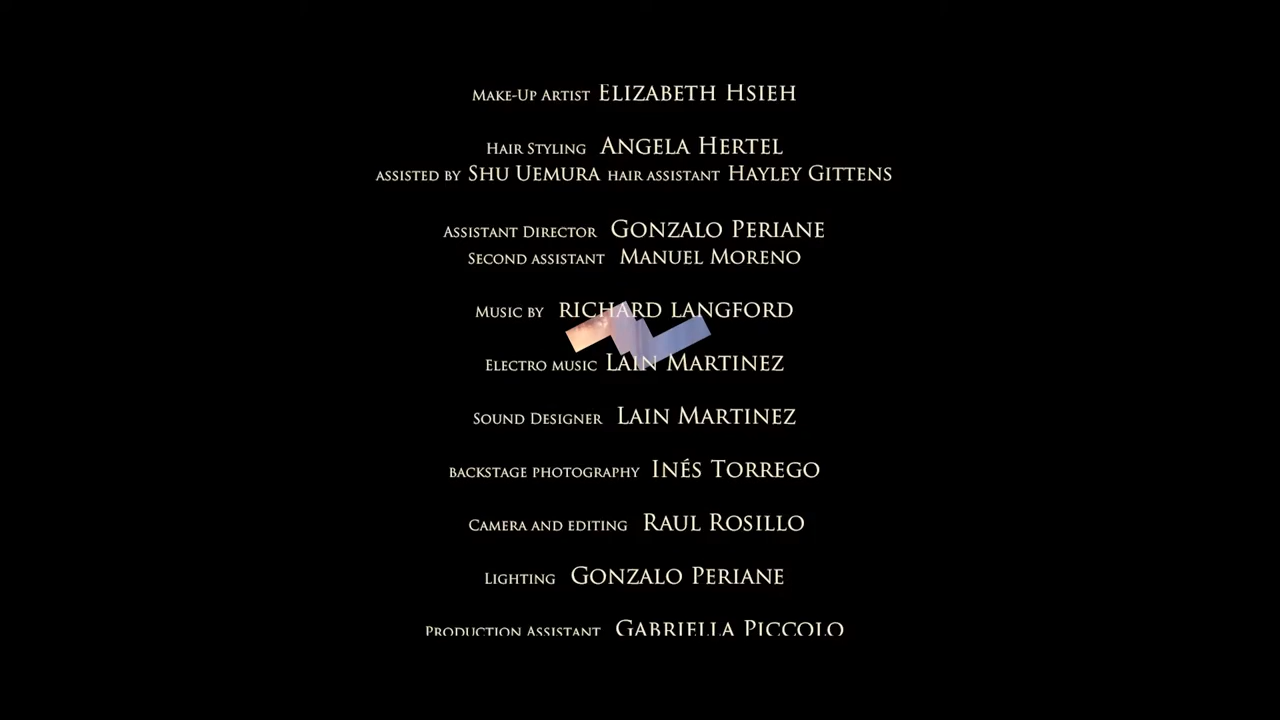 Make-Up Artist ELIZABETH HSIEH
Hair Styling ANGELA HERTEL
assisted by SHU UEMURA hair assistant HAYLEY GITTENS
Assistant Director GONZALO PERIANE
Second assistant MANUEL MORENO
Music by RICHARD LANGFORD
Electro music LAIN MARTINEZ
Sound Designer LAIN MARTINEZ
backstage photography INÉS TORREGO
Camera and editing RAUL ROSILLO
Lighting GONZALO PERIANE
Production Assistant GABRIELLA PICCOLO